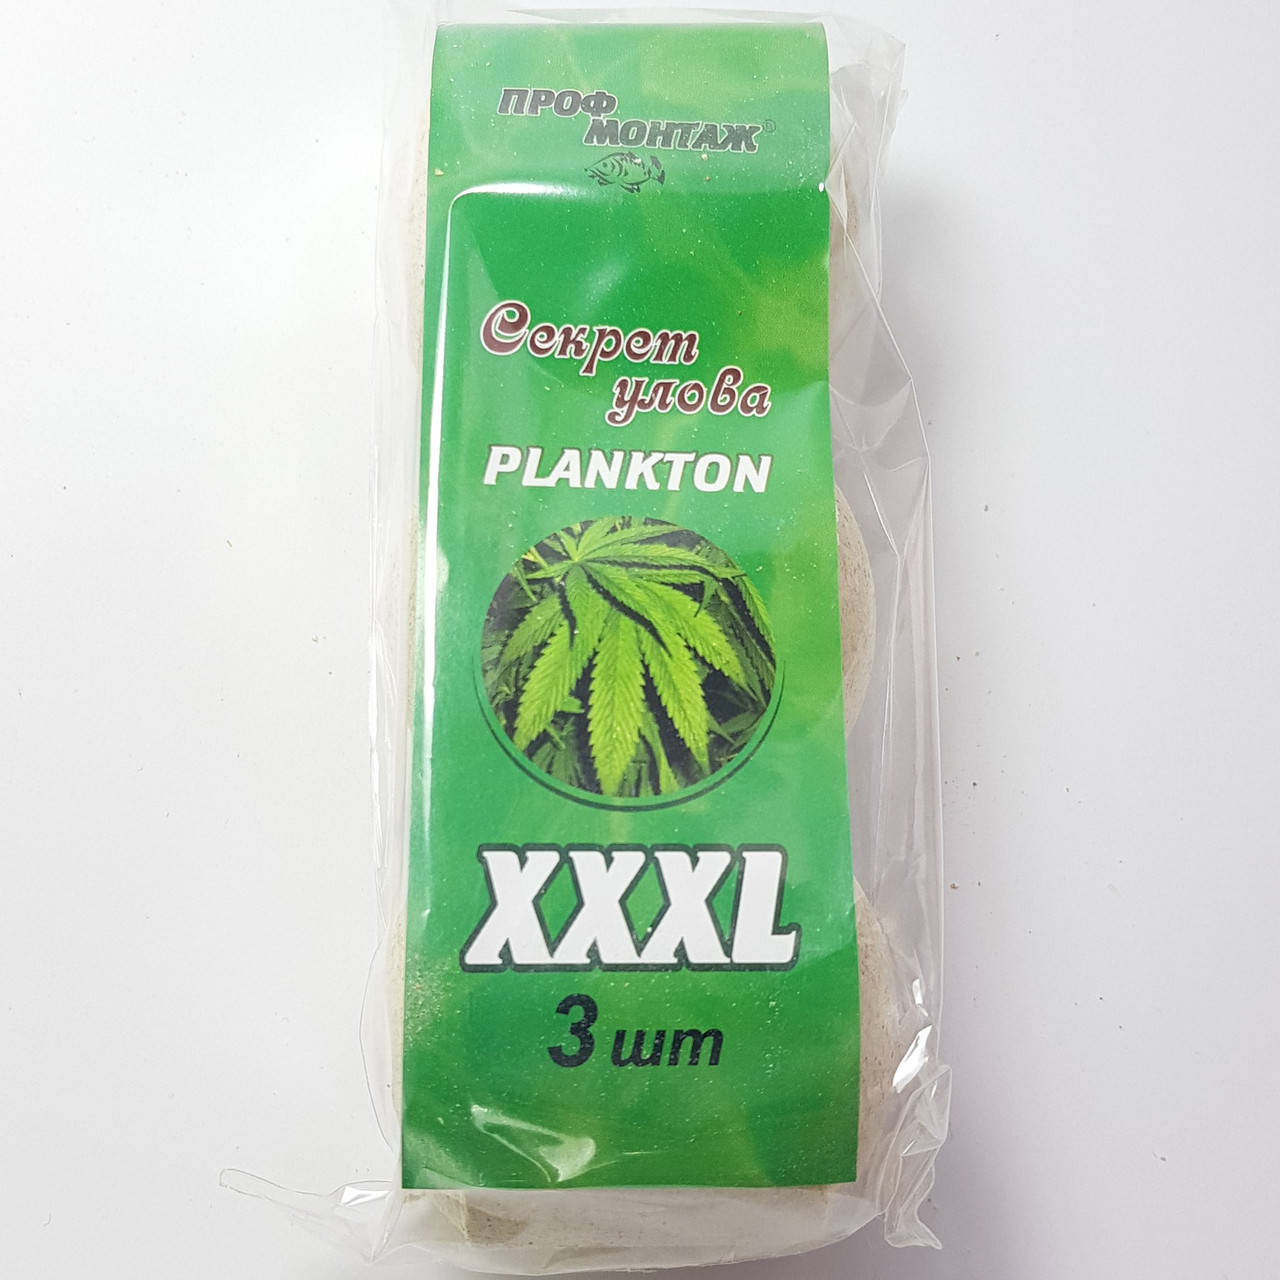 ПРОФ
МОНТАЖ®
Секрет
улова
PLANKTON
XXXL
3 шт